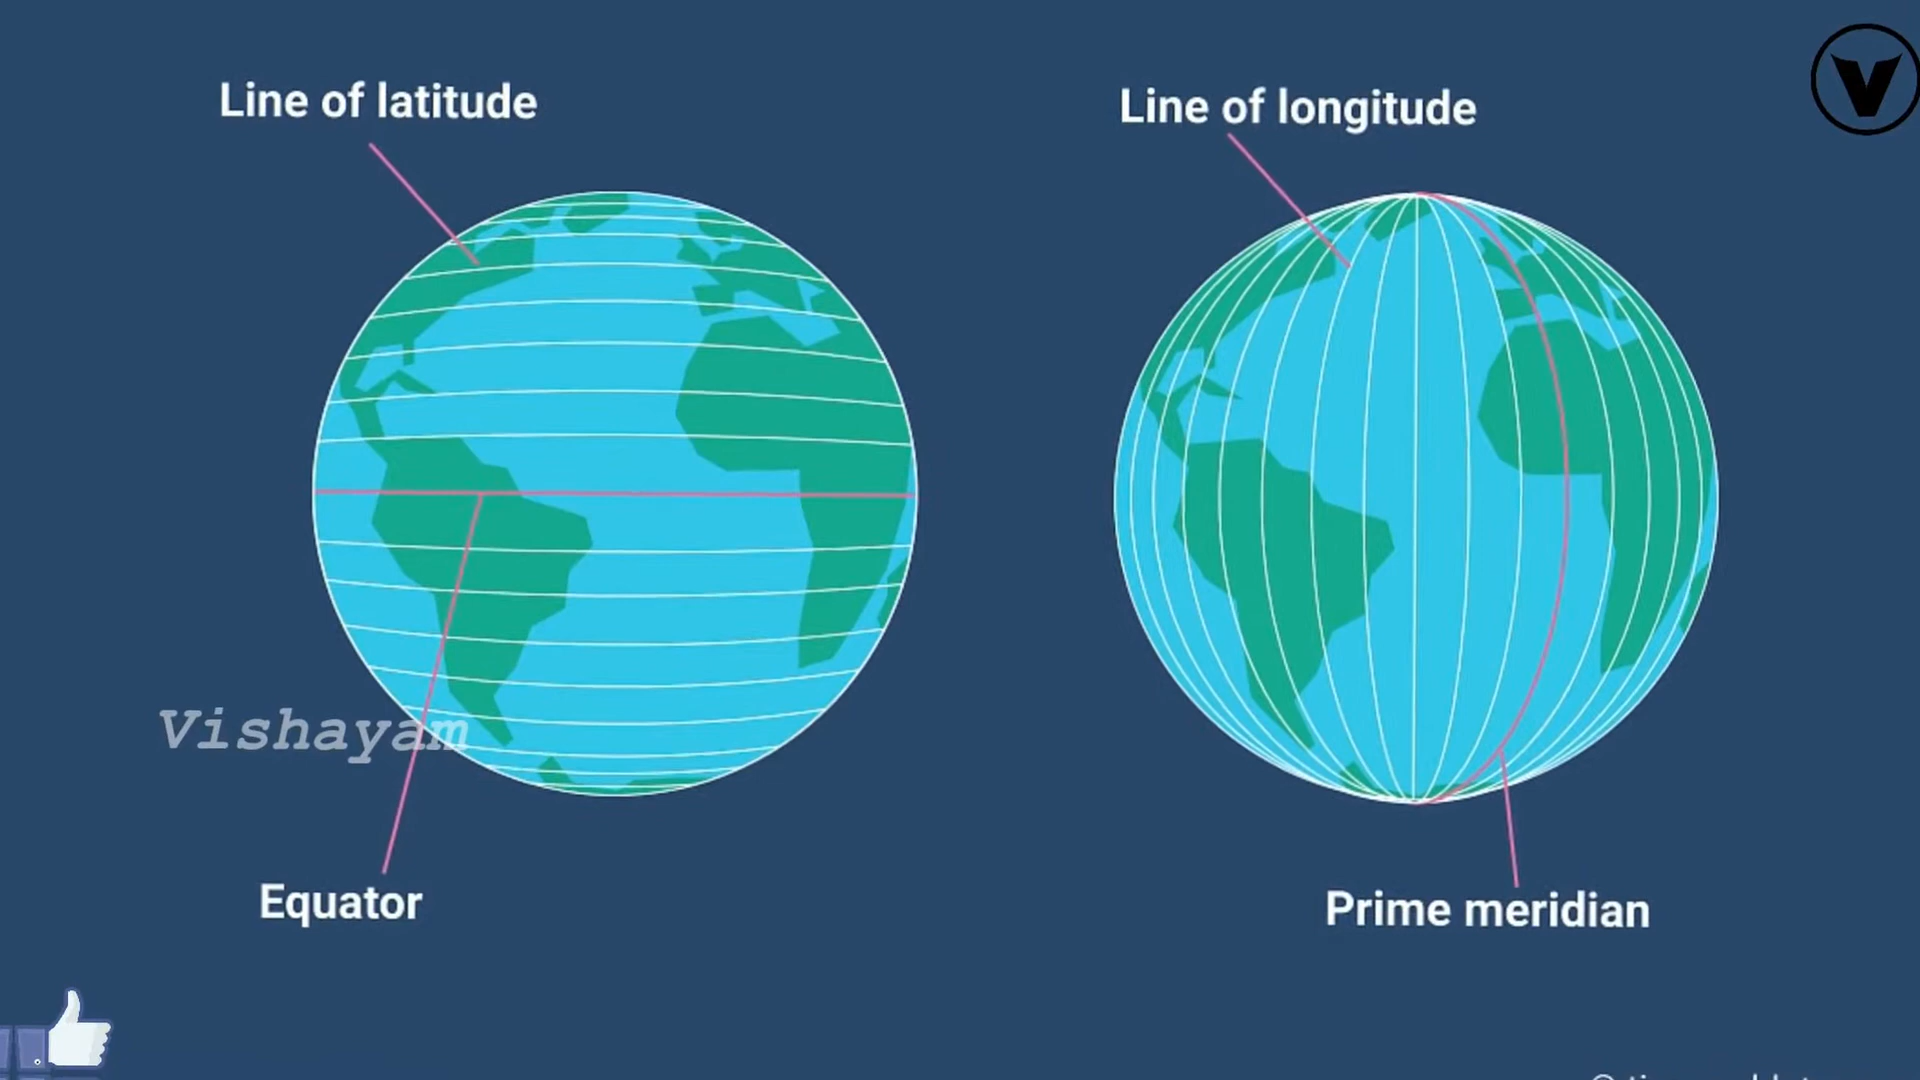 Line of latitude
Line of longitude
V
Vishayam
Equator
Prime meridian